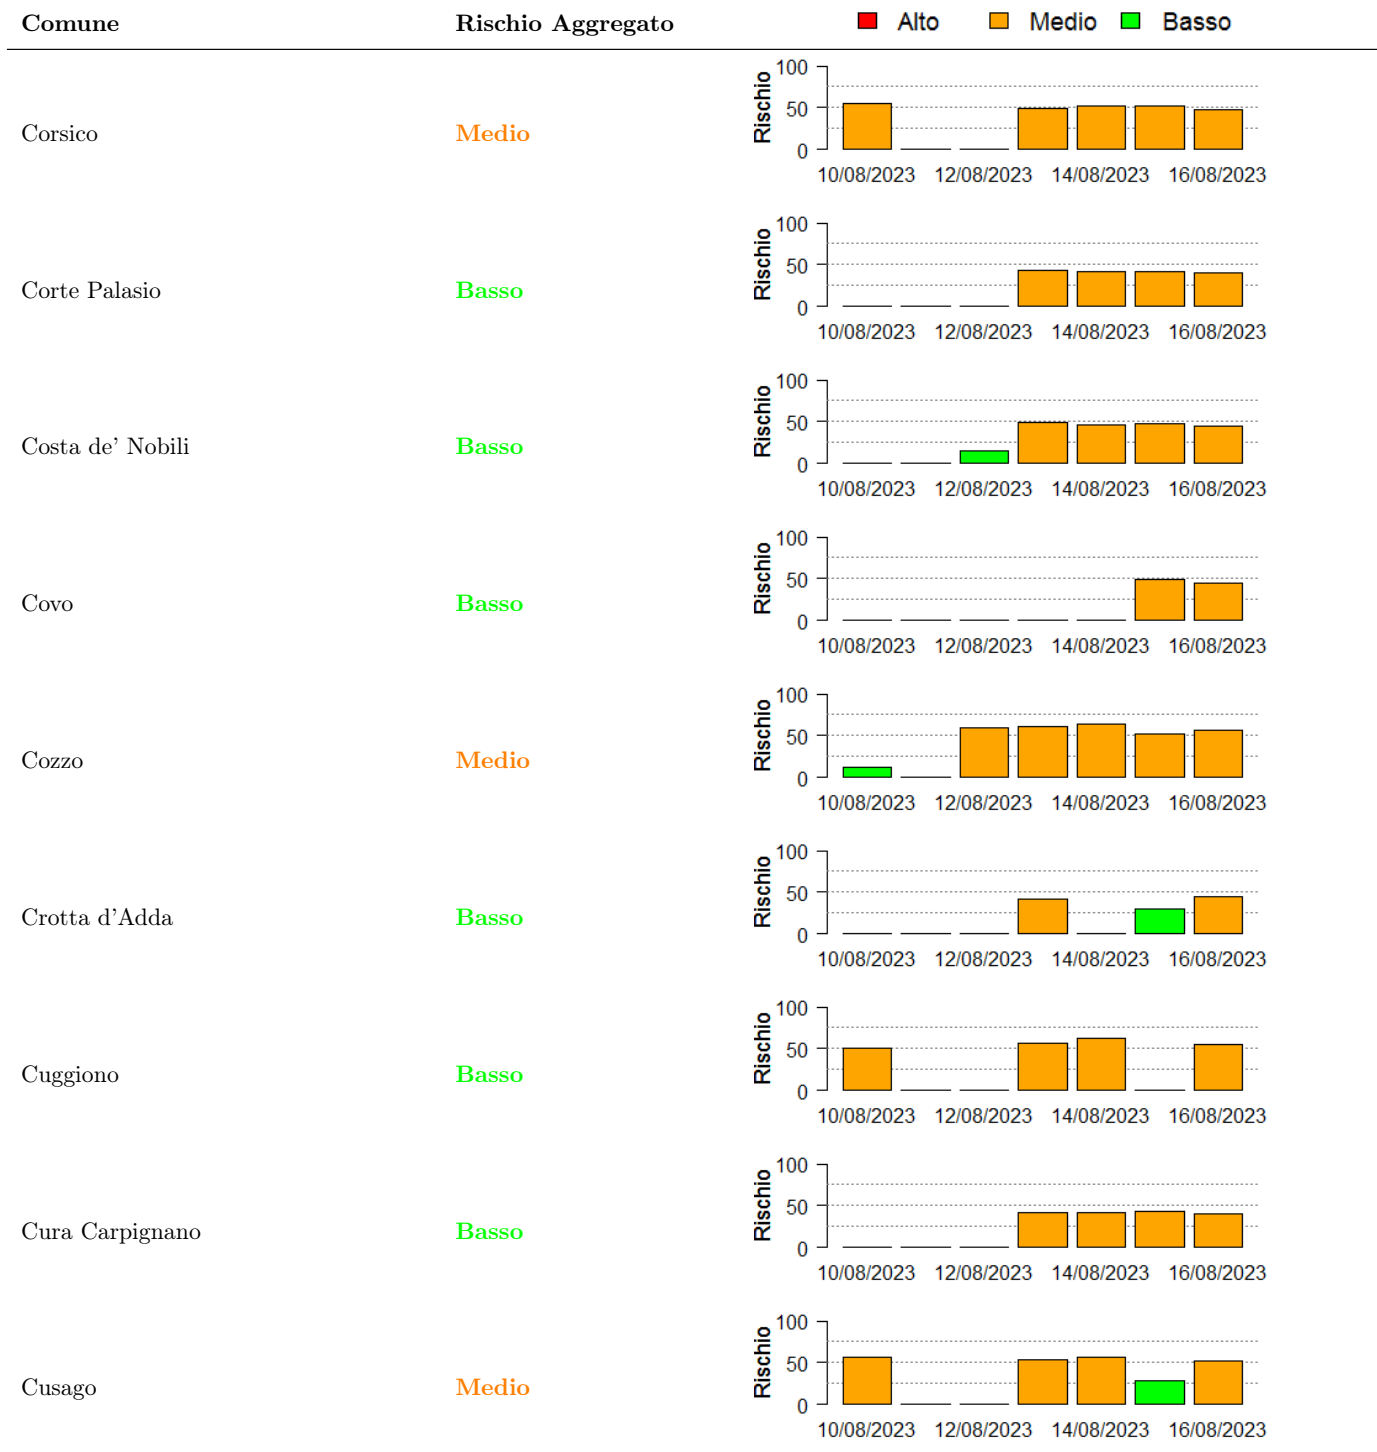 Comune Rischio Aggregato Alto Medio Basso
100
50
0
Rischio
Corsico Medio
10/08/2023 12/08/2023 14/08/2023 16/08/2023
100
50
0
Rischio
Corte Palasio Basso
10/08/2023 12/08/2023 14/08/2023 16/08/2023
100
50
0
Rischio
Costa de’ Nobili Basso
10/08/2023 12/08/2023 14/08/2023 16/08/2023
100
50
0
Rischio
Covo Basso
10/08/2023 12/08/2023 14/08/2023 16/08/2023
100
50
0
Rischio
Cozzo Medio
10/08/2023 12/08/2023 14/08/2023 16/08/2023
100
50
0
Rischio
Crotta d’Adda Basso
10/08/2023 12/08/2023 14/08/2023 16/08/2023
100
50
0
Rischio
Cuggiono Basso
10/08/2023 12/08/2023 14/08/2023 16/08/2023
100
50
0
Rischio
Cura Carpignano Basso
10/08/2023 12/08/2023 14/08/2023 16/08/2023
100
50
0
Rischio
Cusago Medio
10/08/2023 12/08/2023 14/08/2023 16/08/2023